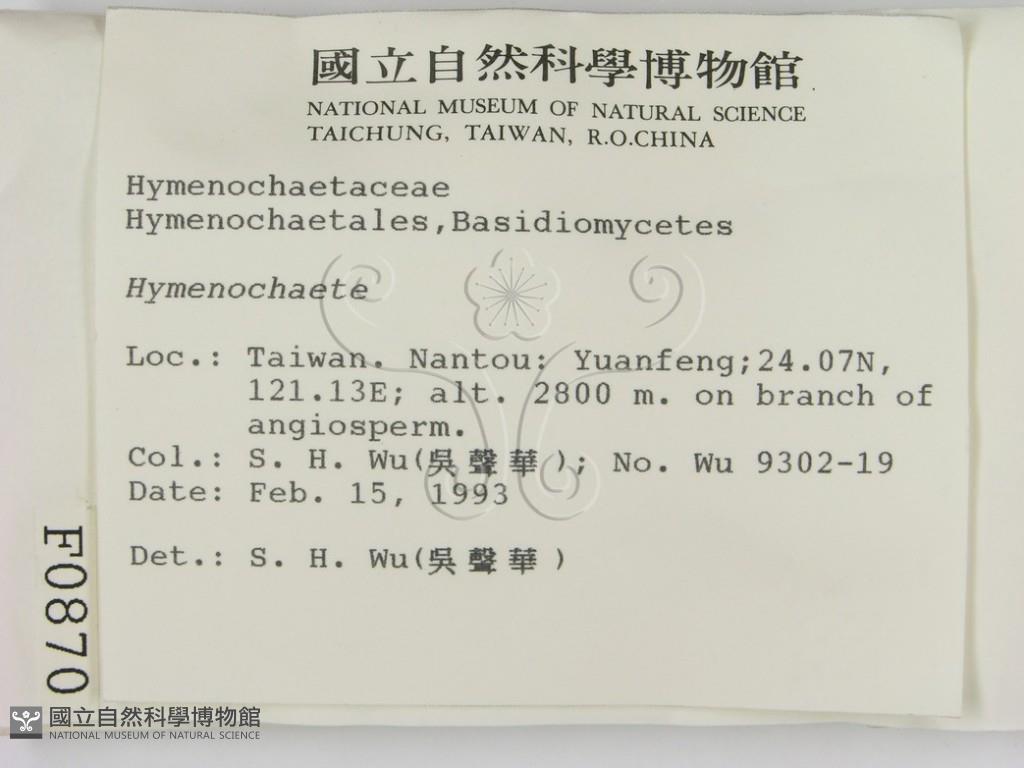 國立自然科學博物館
NATIONAL MUSEUM OF NATURAL SCIENCE
TAICHUNG, TAIWAN, R.O.CHINA
Hymenochaetaceae
Hymenochaetales,Basidiomycetes
Hymenochaete
Loc.: Taiwan. Nantou: Yuanfeng;24.07N,
121.13E; alt. 2800 m. on branch of
angiosperm.
Col.: S. H. Wu(吳聲華); No. Wu 9302-19
Date: Feb. 15, 1993
Det.: S. H. Wu(吳聲華)
F0870
國立自然科學博物館
NATIONAL MUSEUM OF NATURAL SCIENCE